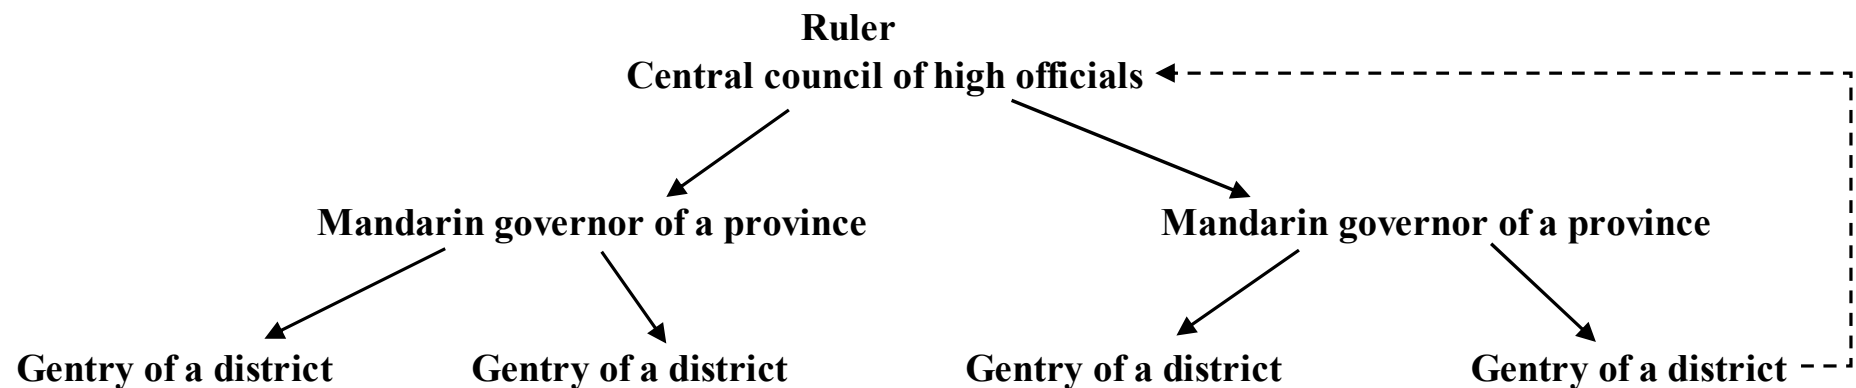 Ruler
Central council of high officials
Mandarin governor of a province
Mandarin governor of a province
Gentry of a district
Gentry of a district
Gentry of a district
Gentry of a district